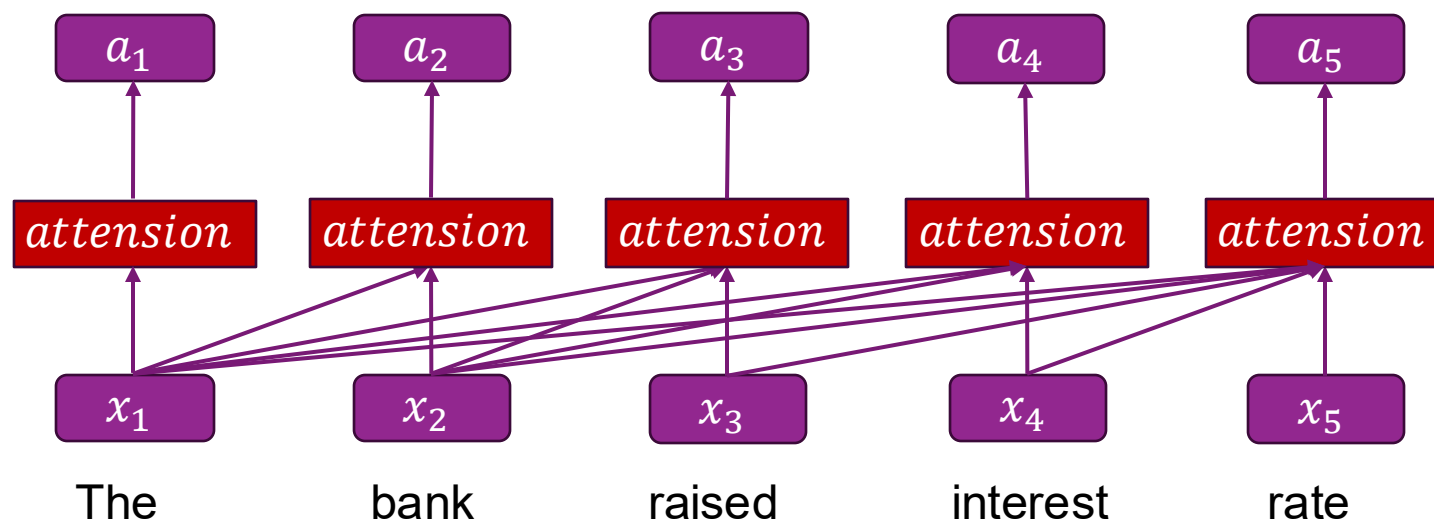 a₁ a₂ a₃ a₄ a₅
attension attension attension attension attension
x₁ x₂ x₃ x₄ x₅
The bank raised interest rate